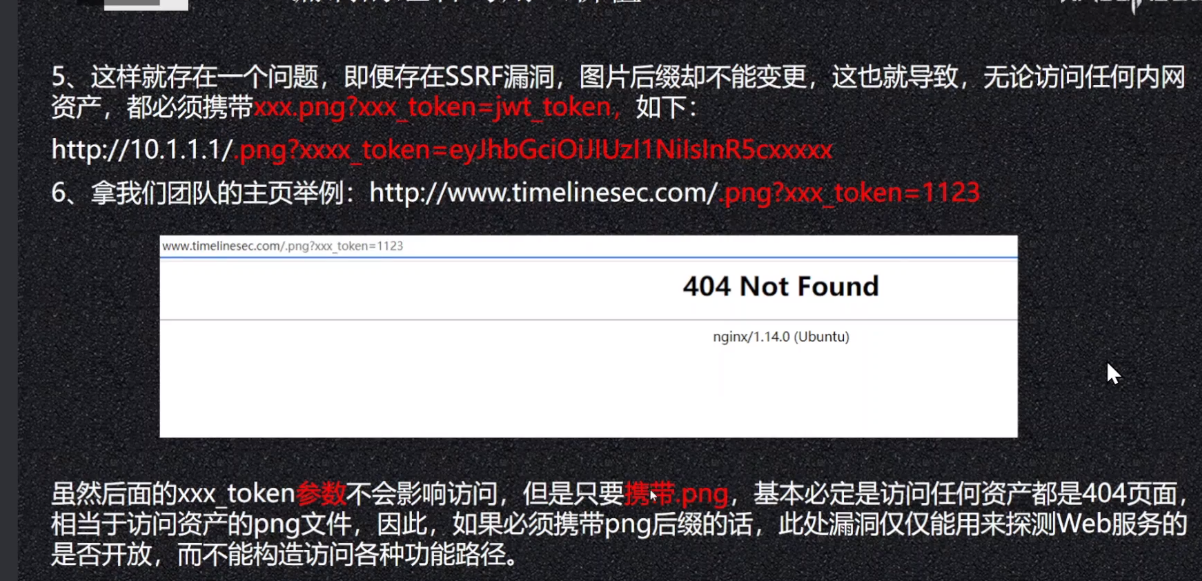 5、这样就存在一个问题，即便存在SSRF漏洞，图片后缀却不能变更，这也就导致，无论访问任何内网
资产，都必须携带xxx.png?xxx_token=jwt_token，如下：
http://10.1.1.1/.png?xxxx_token=eyJhbGciOiJIUzI1NiIsInR5cxxxxx
6、拿我们团队的主页举例：http://www.timelinesec.com/.png?xxx_token=1123
www.timelinesec.com/.png?xxx_token=1123
404 Not Found
nginx/1.14.0 (Ubuntu)
虽然后面的xxx_token参数不会影响访问，但是只要携带.png，基本必定是访问任何资产都是404页面，
相当于访问资产的png文件，因此，如果必须携带png后缀的话，此处漏洞仅仅能用来探测Web服务的
是否开放，而不能构造访问各种功能路径。